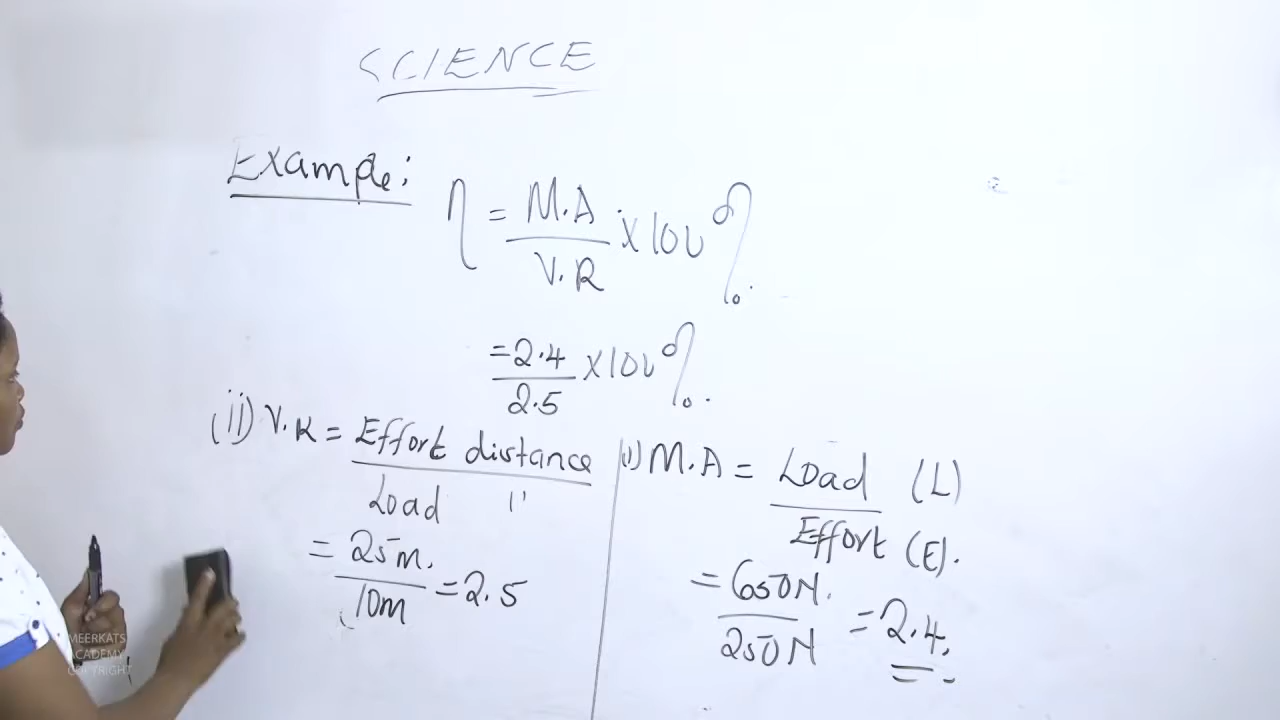 SCIENCE
Example:
η = M.A / V.R × 100 %.
= 2.4 / 2.5 × 100 %.
(ii) V.R = Effort distance / Load "
= 25m. / 10m = 2.5
(i) M.A = Load (L) / Effort (E).
= 650N. / 250N = 2.4.
MEERKATS
ACADEMY
COPYRIGHT